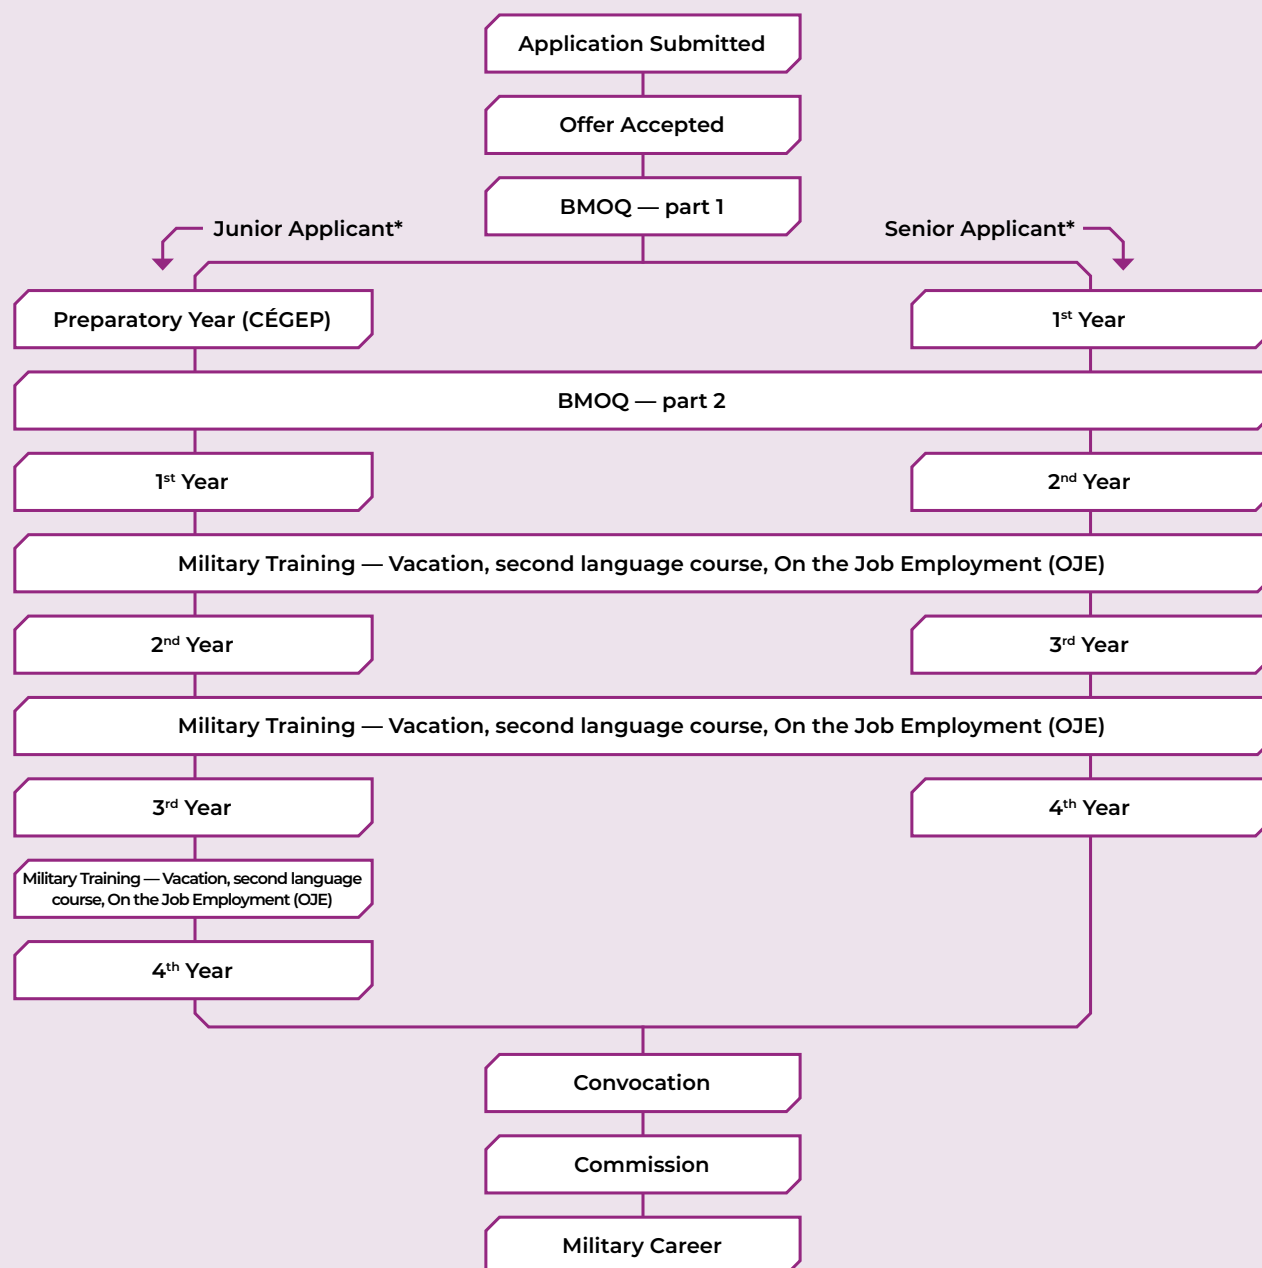 Application Submitted
Offer Accepted
BMOQ — part 1
Junior Applicant*
Senior Applicant*
Preparatory Year (CÉGEP)
1st Year
BMOQ — part 2
1st Year
2nd Year
Military Training — Vacation, second language course, On the Job Employment (OJE)
2nd Year
3rd Year
Military Training — Vacation, second language course, On the Job Employment (OJE)
3rd Year
4th Year
Military Training — Vacation, second language
course, On the Job Employment (OJE)
4th Year
Convocation
Commission
Military Career